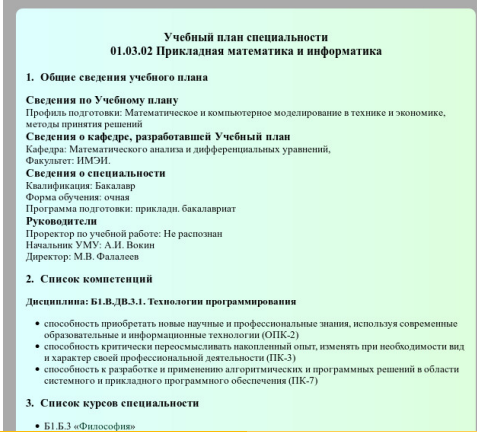 Учебный план специальности
01.03.02 Прикладная математика и информатика
1. Общие сведения учебного плана
Сведения по Учебному плану
Профиль подготовки: Математическое и компьютерное моделирование в технике и экономике,
методы принятия решений
Сведения о кафедре, разработавшей Учебный план
Кафедра: Математического анализа и дифференциальных уравнений,
Факультет: ИМЭИ.
Сведения о специальности
Квалификация: Бакалавр
Форма обучения: очная
Программа подготовки: прикладн. бакалавриат
Руководители
Проректор по учебной работе: Не распознан
Начальник УМУ: А.И. Вокин
Директор: М.В. Фалалеев
2. Список компетенций
Дисциплина: Б1.В.ДВ.3.1. Технологии программирования
• способность приобретать новые научные и профессиональные знания, используя современные
образовательные и информационные технологии (ОПК-2)
• способность критически переосмысливать накопленный опыт, изменять при необходимости вид
и характер своей профессиональной деятельности (ПК-3)
• способность к разработке и применению алгоритмических и программных решений в области
системного и прикладного программного обеспечения (ПК-7)
3. Список курсов специальности
• Б1.Б.3 «Философия»